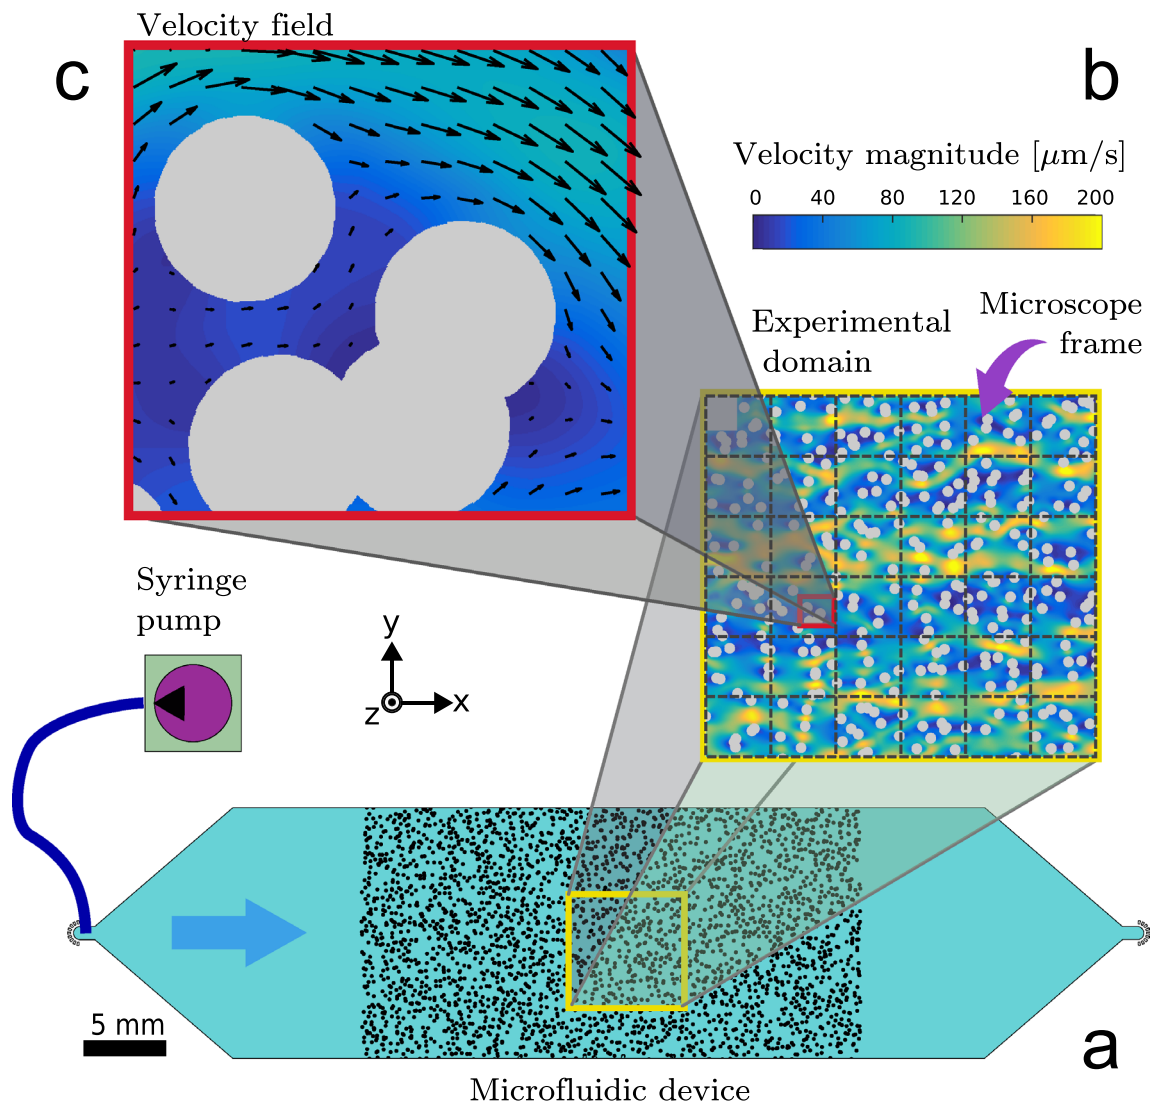 Velocity field
c
b
Velocity magnitude [μm/s]
0 40 80 120 160 200
Experimental
domain
Microscope
frame
Syringe
pump
y
z
x
5 mm
a
Microfluidic device